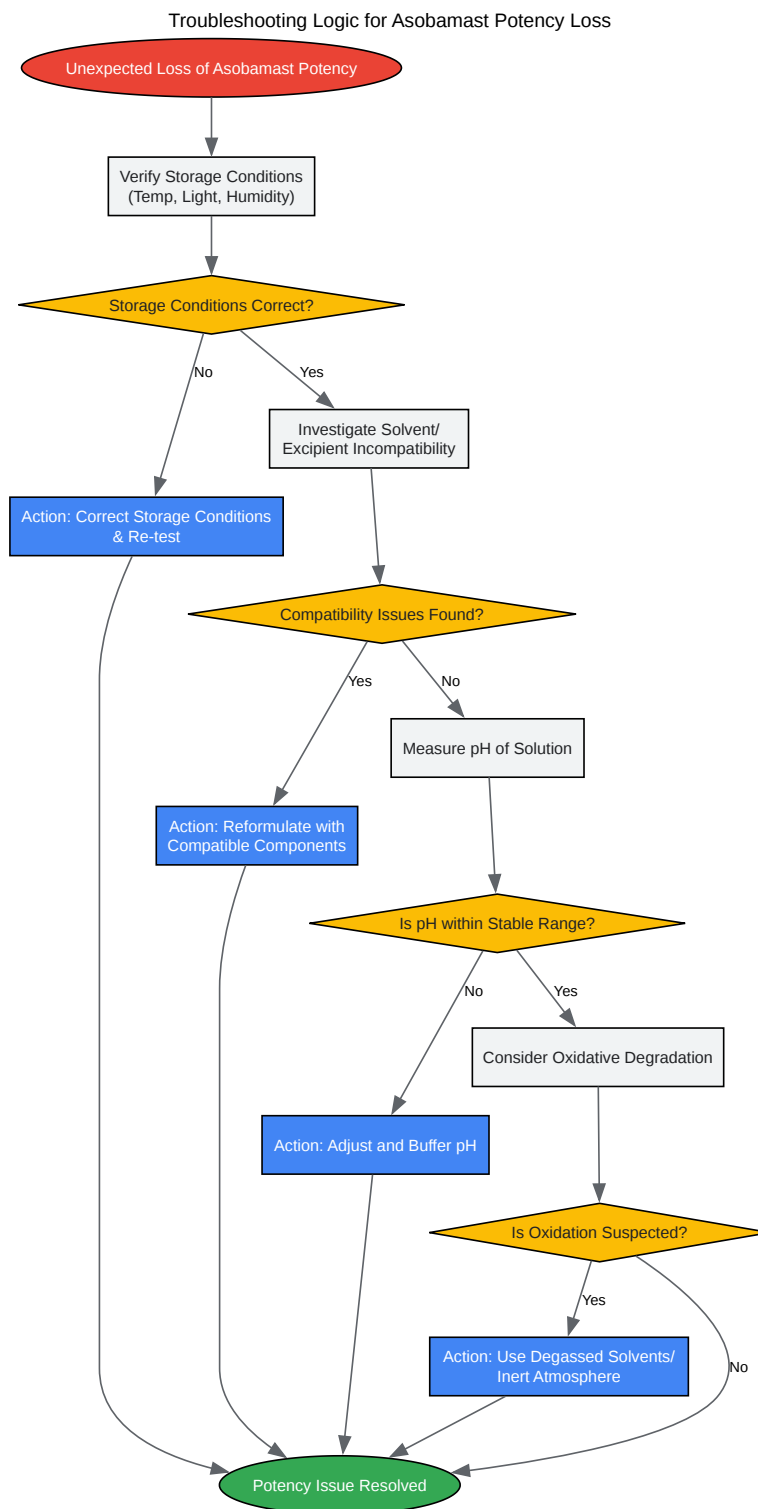 Troubleshooting Logic for Asobamast Potency Loss
Unexpected Loss of Asobamast Potency
Verify Storage Conditions
(Temp, Light, Humidity)
Storage Conditions Correct?
No
Yes
Investigate Solvent/
Excipient Incompatibility
Action: Correct Storage Conditions
& Re-test
Compatibility Issues Found?
Yes
No
Measure pH of Solution
Action: Reformulate with
Compatible Components
Is pH within Stable Range?
No
Yes
Consider Oxidative Degradation
Action: Adjust and Buffer pH
Is Oxidation Suspected?
Yes
Action: Use Degassed Solvents/
Inert Atmosphere
No
Potency Issue Resolved